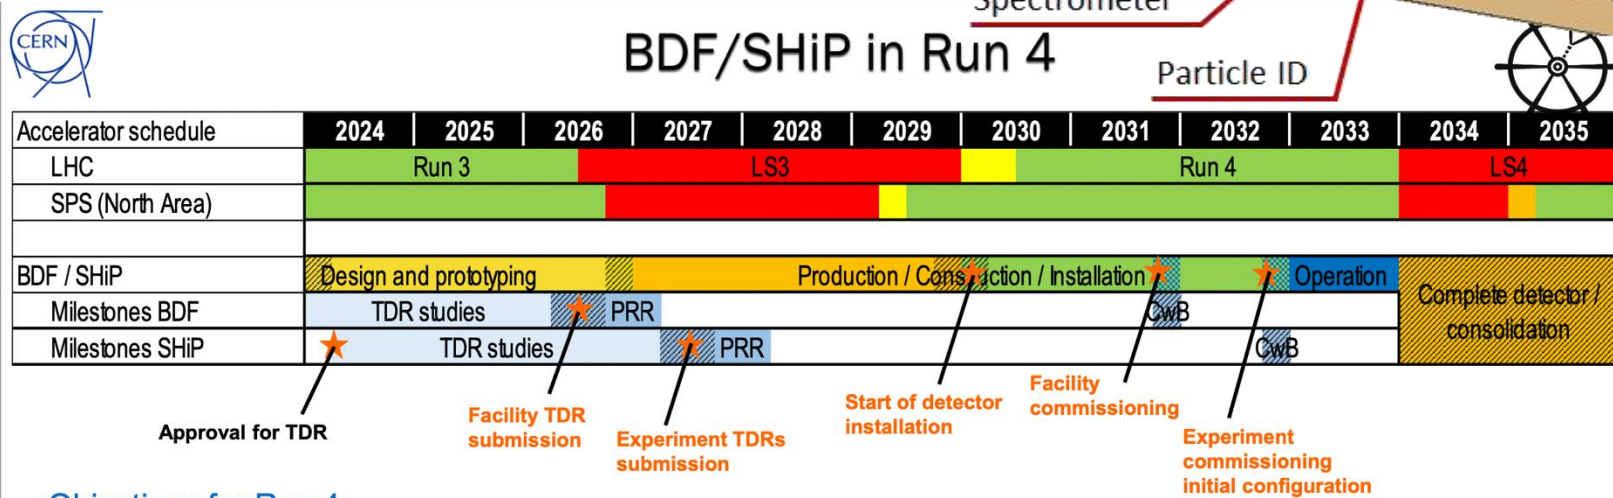 Spectrometer
CERN
BDF/SHiP in Run 4
Particle ID
Accelerator schedule 2024 2025 2026 2027 2028 2029 2030 2031 2032 2033 2034 2035
LHC Run 3 LS3 Run 4 LS4
SPS (North Area)
BDF / SHiP Design and prototyping Production / Construction / Installation Operation
Complete detector /
consolidation
Milestones BDF TDR studies PRR CwB
Milestones SHiP TDR studies PRR CwB
Approval for TDR
Facility TDR
submission
Experiment TDRs
submission
Start of detector
installation
Facility
commissioning
Experiment
commissioning
initial configuration